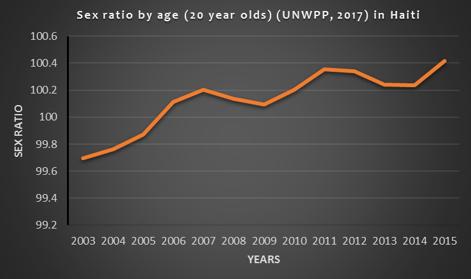 Sex ratio by age (20 year olds) (UNWPP, 2017) in Haiti
100.6
100.4
100.2
100
99.8
99.6
99.4
99.2
SEX RATIO
2003 2004 2005 2006 2007 2008 2009 2010 2011 2012 2013 2014 2015
YEARS